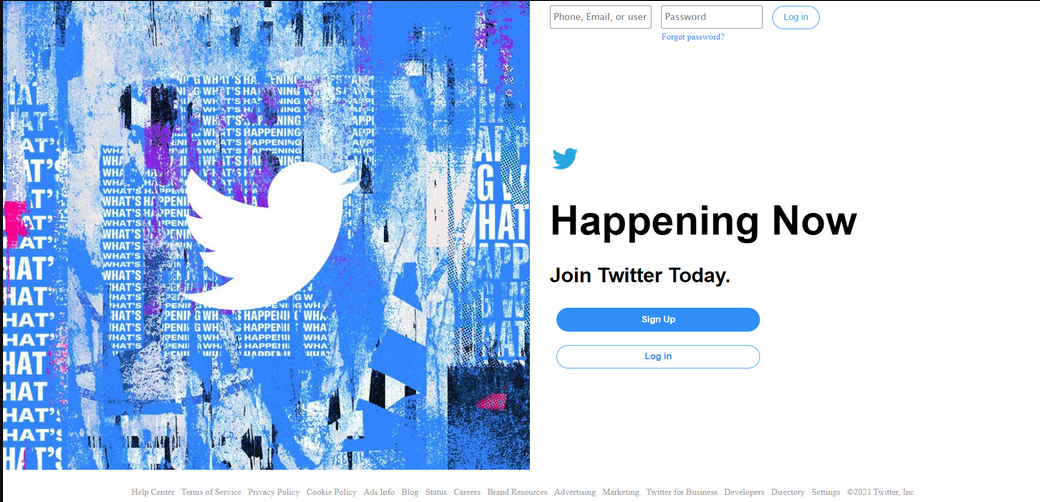 Phone, Email, or user
Password
Log in
Forgot password?
WHAT'S HAPPENING
Happening Now
Join Twitter Today.
Sign Up
Log in
Help Center Terms of Service Privacy Policy Cookie Policy Ads Info Blog Status Careers Brand Resources Advertising Marketing Twitter for Business Developers Directory Settings ©2021 Twitter, Inc.